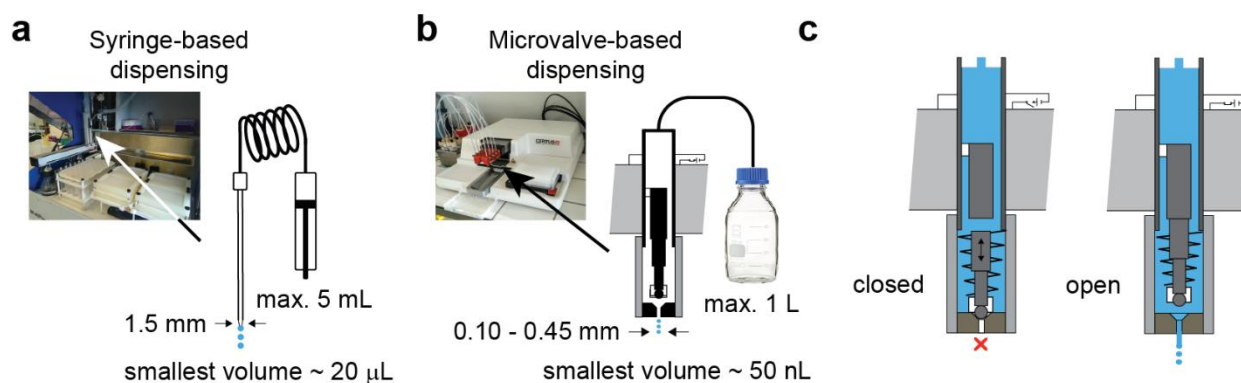 a
Syringe-based
dispensing
max. 5 mL
1.5 mm
smallest volume ~ 20 μL
b
Microvalve-based
dispensing
max. 1 L
0.10 - 0.45 mm
smallest volume ~ 50 nL
c
closed
open